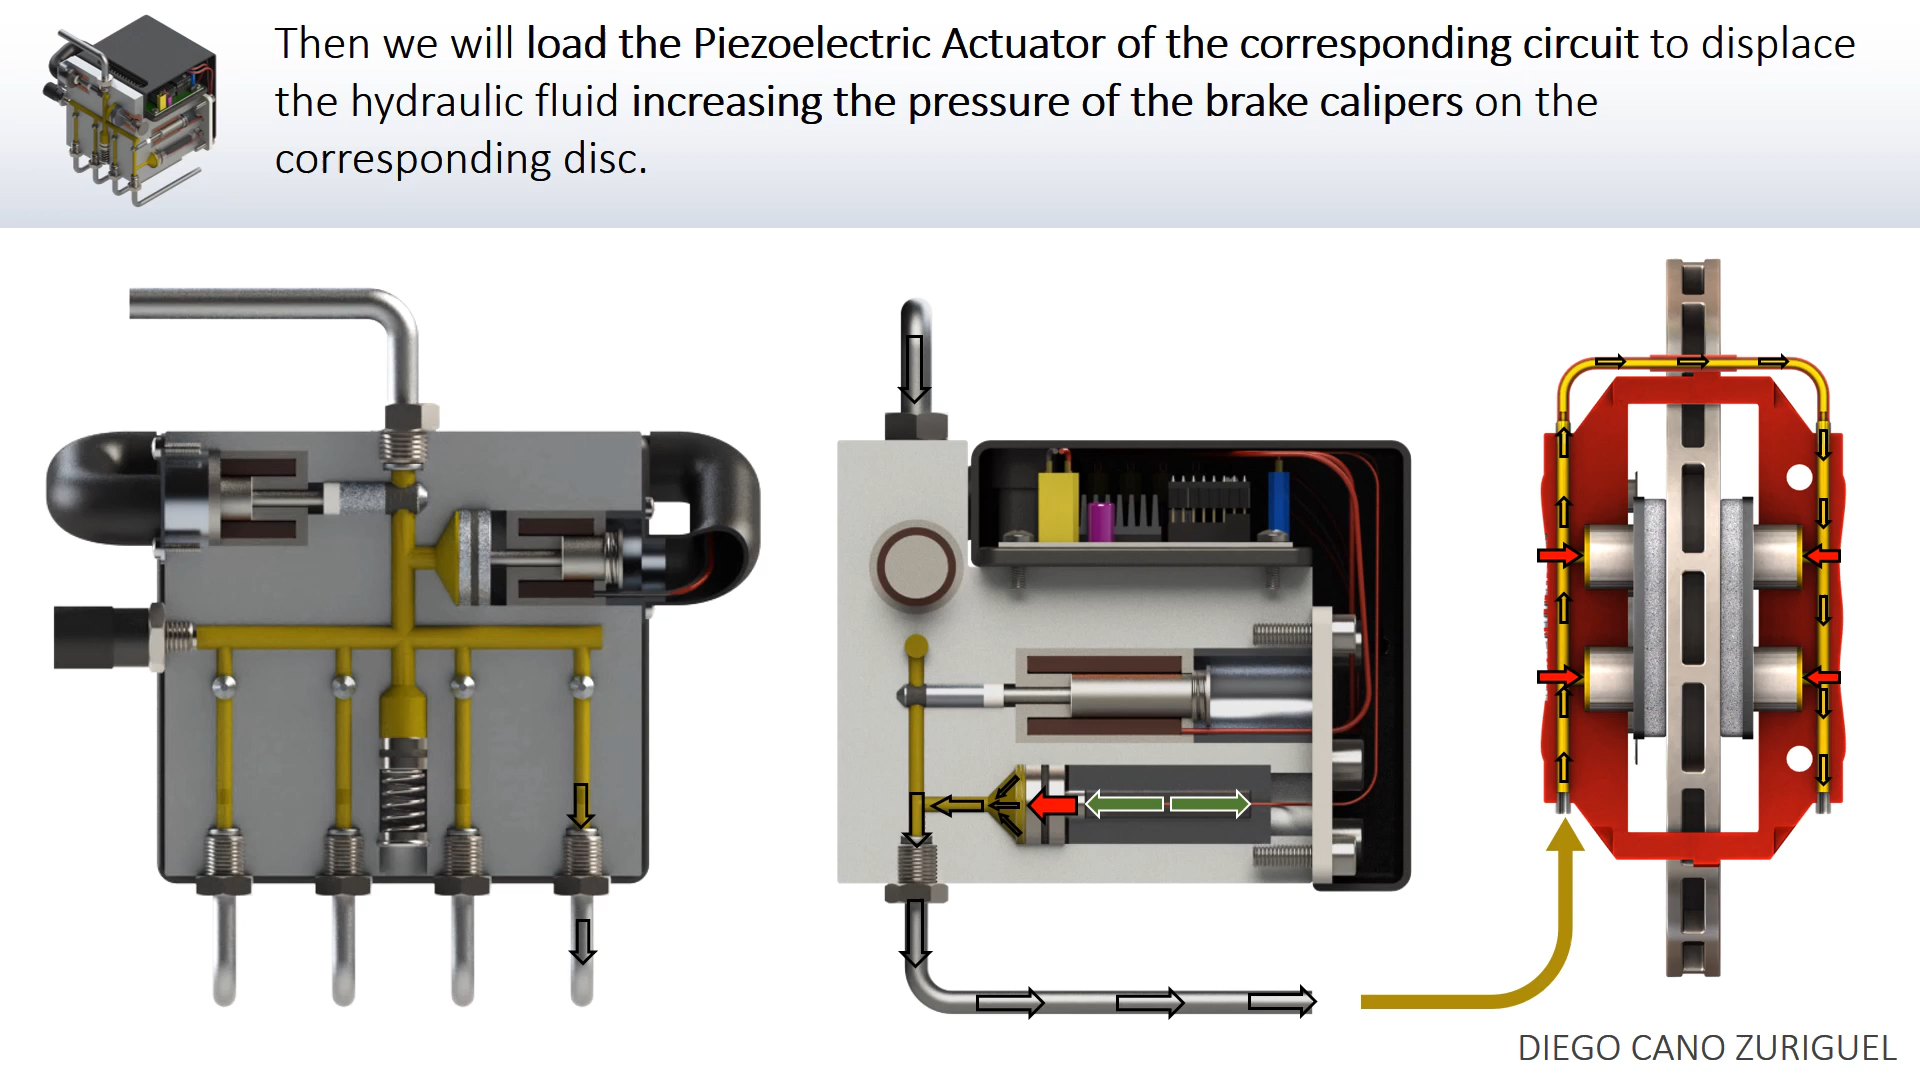 Then we will load the Piezoelectric Actuator of the corresponding circuit to displace
the hydraulic fluid increasing the pressure of the brake calipers on the
corresponding disc.
DIEGO CANO ZURIGUEL